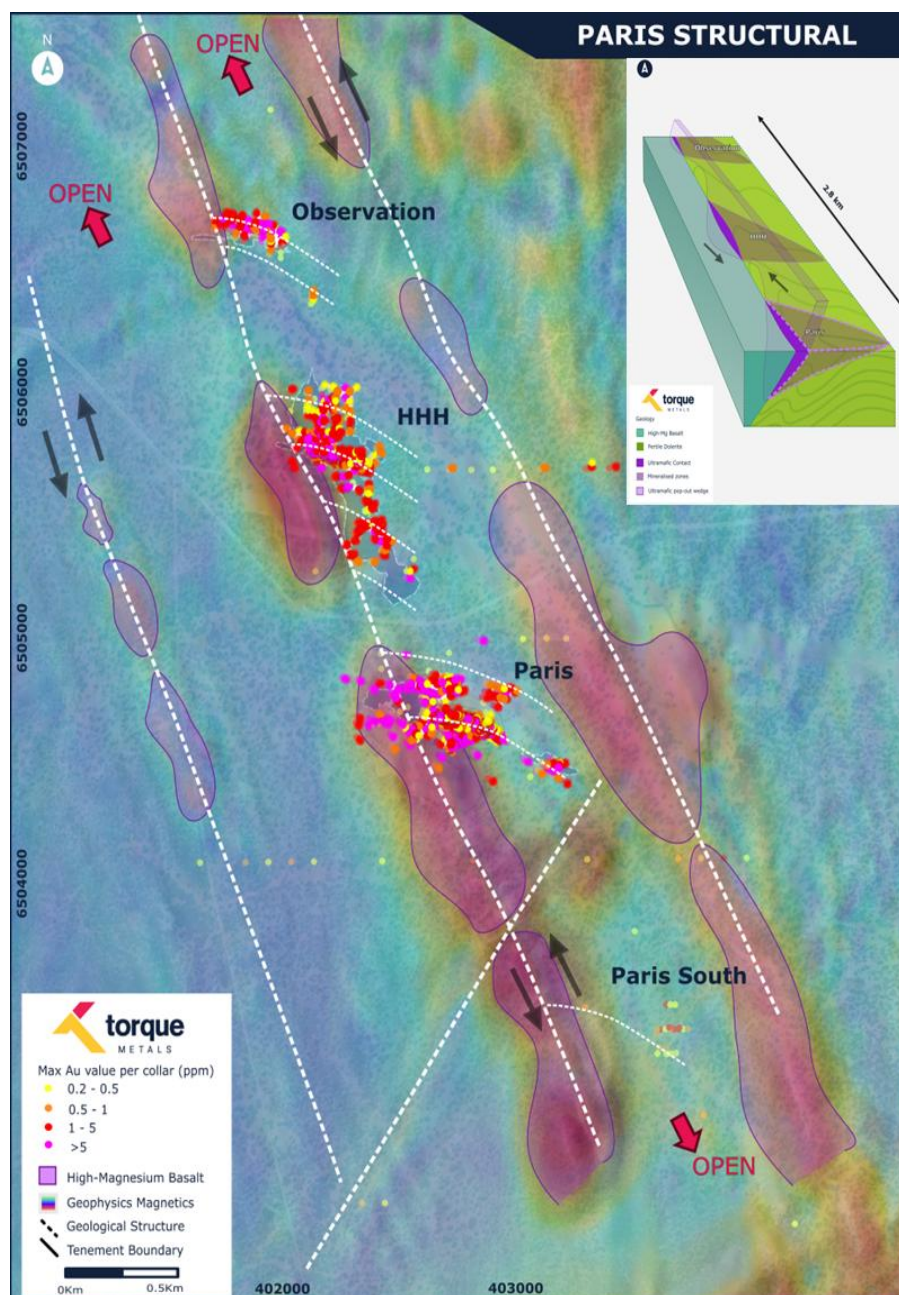 PARIS STRUCTURAL
N
A
OPEN
OPEN
6507000
Observation
6506000
HHH
6505000
Paris
6504000
Paris South
OPEN
A
Observation
HHH
Paris
2.8 km
torque
METALS
Geology
High-Mg Basalt
Fertile Dolerite
Ultramafic Contact
Mineralised zones
Ultramafic pop-out wedge
torque
METALS
Max Au value per collar (ppm)
0.2 - 0.5
0.5 - 1
1 - 5
>5
High-Magnesium Basalt
Geophysics Magnetics
Geological Structure
Tenement Boundary
0Km
0.5Km
402000
403000